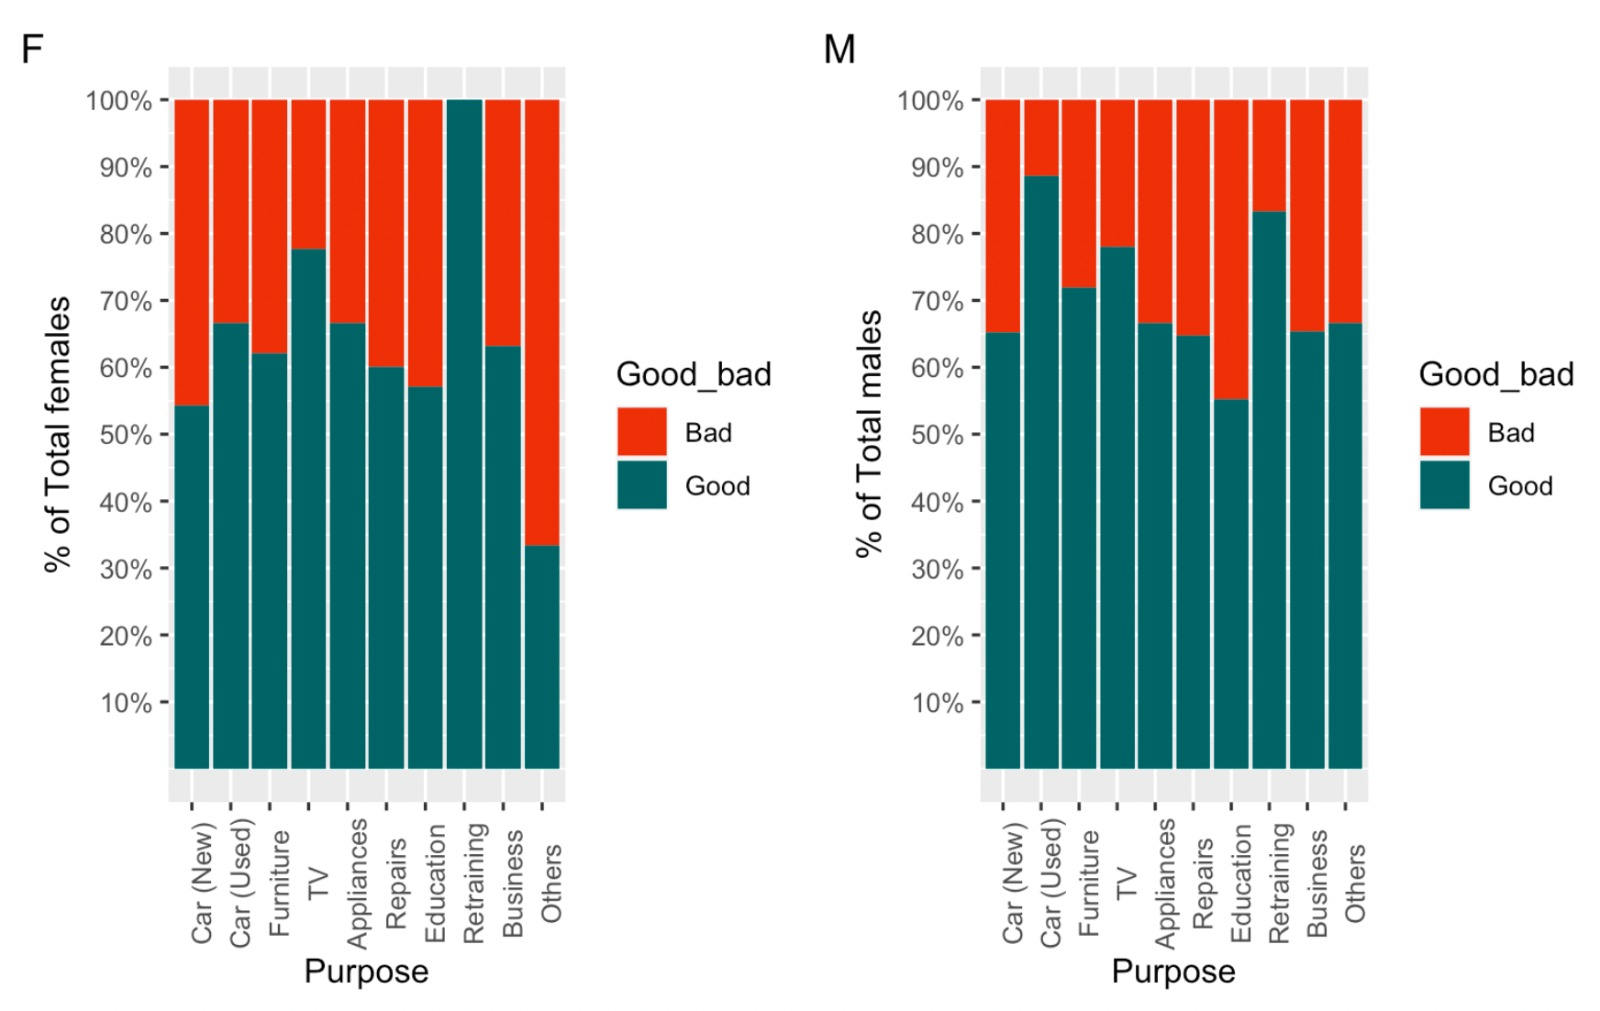 F
% of Total females
100%
90%
80%
70%
60%
50%
40%
30%
20%
10%
Car (New)
Car (Used)
Furniture
TV
Appliances
Repairs
Education
Retraining
Business
Others
Purpose
Good_bad
Bad
Good
M
% of Total males
100%
90%
80%
70%
60%
50%
40%
30%
20%
10%
Car (New)
Car (Used)
Furniture
TV
Appliances
Repairs
Education
Retraining
Business
Others
Purpose
Good_bad
Bad
Good